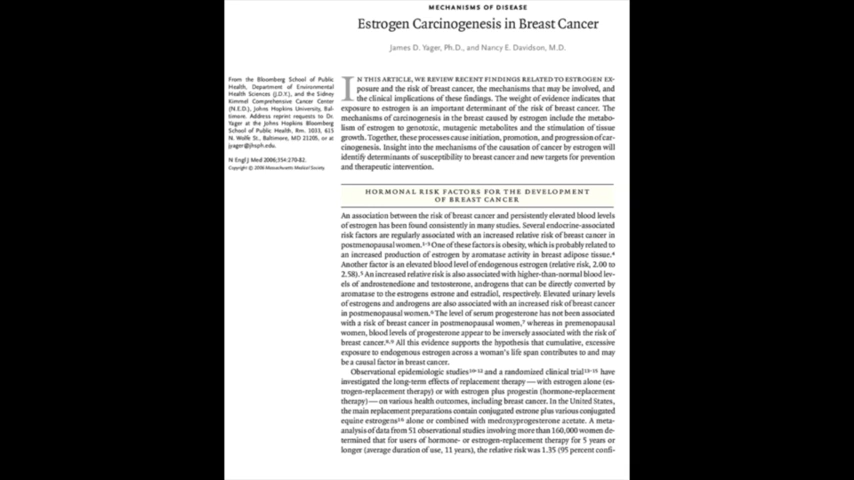 MECHANISMS OF DISEASE
Estrogen Carcinogenesis in Breast Cancer
James D. Yager, Ph.D., and Nancy E. Davidson, M.D.
From the Bloomberg School of Public
Health, Department of Environmental
Health Sciences (J.D.Y.), and the Sidney
Kimmel Comprehensive Cancer Center
(N.E.D.), Johns Hopkins University, Bal-
timore. Address reprint requests to Dr.
Yager at the Johns Hopkins Bloomberg
School of Public Health, Rm. 1033, 615
N. Wolfe St., Baltimore, MD 21205, or at
jyager@jhsph.edu.
N Engl J Med 2006;354:270-82.
Copyright © 2006 Massachusetts Medical Society.
IN THIS ARTICLE, WE REVIEW RECENT FINDINGS RELATED TO ESTROGEN EX-
posure and the risk of breast cancer, the mechanisms that may be involved, and
the clinical implications of these findings. The weight of evidence indicates that
exposure to estrogen is an important determinant of the risk of breast cancer. The
mechanisms of carcinogenesis in the breast caused by estrogen include the metabo-
lism of estrogen to genotoxic, mutagenic metabolites and the stimulation of tissue
growth. Together, these processes cause initiation, promotion, and progression of car-
cinogenesis. Insight into the mechanisms of the causation of cancer by estrogen will
identify determinants of susceptibility to breast cancer and new targets for prevention
and therapeutic intervention.
HORMONAL RISK FACTORS FOR THE DEVELOPMENT
OF BREAST CANCER
An association between the risk of breast cancer and persistently elevated blood levels
of estrogen has been found consistently in many studies. Several endocrine-associated
risk factors are regularly associated with an increased relative risk of breast cancer in
postmenopausal women.1-3 One of these factors is obesity, which is probably related to
an increased production of estrogen by aromatase activity in breast adipose tissue.4
Another factor is an elevated blood level of endogenous estrogen (relative risk, 2.00 to
2.58).5 An increased relative risk is also associated with higher-than-normal blood lev-
els of androstenedione and testosterone, androgens that can be directly converted by
aromatase to the estrogens estrone and estradiol, respectively. Elevated urinary levels
of estrogens and androgens are also associated with an increased risk of breast cancer
in postmenopausal women.6 The level of serum progesterone has not been associated
with a risk of breast cancer in postmenopausal women,7 whereas in premenopausal
women, blood levels of progesterone appear to be inversely associated with the risk of
breast cancer.8,9 All this evidence supports the hypothesis that cumulative, excessive
exposure to endogenous estrogen across a woman's life span contributes to and may
be a causal factor in breast cancer.
Observational epidemiologic studies10-12 and a randomized clinical trial13-15 have
investigated the long-term effects of replacement therapy — with estrogen alone (es-
trogen-replacement therapy) or with estrogen plus progestin (hormone-replacement
therapy) — on various health outcomes, including breast cancer. In the United States,
the main replacement preparations contain conjugated estrone plus various conjugated
equine estrogens16 alone or combined with medroxyprogesterone acetate. A meta-
analysis of data from 51 observational studies involving more than 160,000 women de-
termined that for users of hormone- or estrogen-replacement therapy for 5 years or
longer (average duration of use, 11 years), the relative risk was 1.35 (95 percent confi-